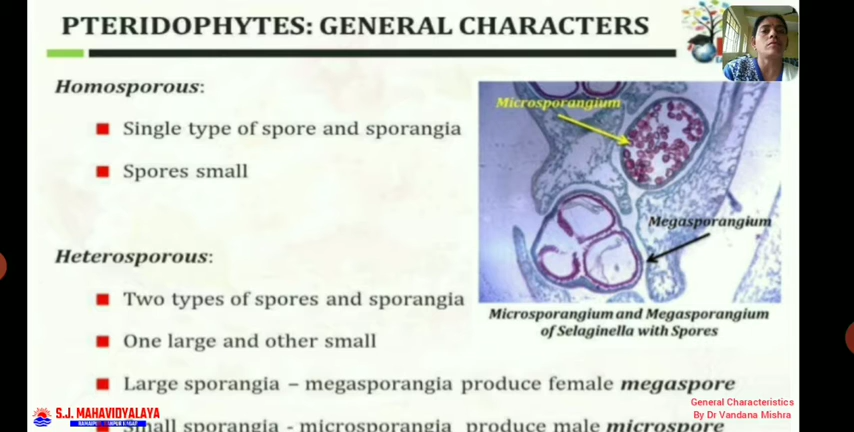 PTERIDOPHYTES: GENERAL CHARACTERS
Homosporous:
Single type of spore and sporangia
Spores small
Heterosporous:
Two types of spores and sporangia
One large and other small
Large sporangia – megasporangia produce female megaspore
Small sporangia - microsporangia produce male microspore
Microsporangium
Megasporangium
Microsporangium and Megasporangium
of Selaginella with Spores
General Characteristics
By Dr Vandana Mishra
S.J. MAHAVIDYALAYA